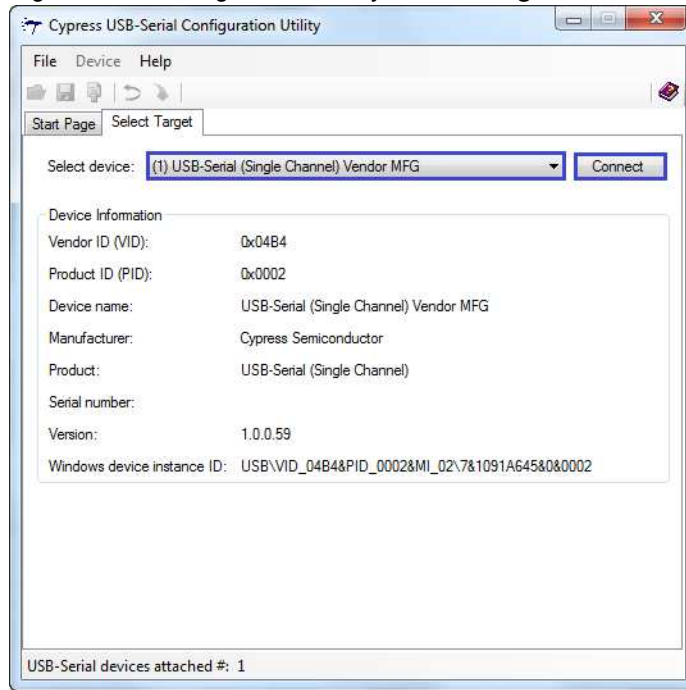 Cypress USB-Serial Configuration Utility
File Device Help
Start Page Select Target
Select device: (1) USB-Serial (Single Channel) Vendor MFG Connect
Device Information
Vendor ID (VID): 0x04B4
Product ID (PID): 0x0002
Device name: USB-Serial (Single Channel) Vendor MFG
Manufacturer: Cypress Semiconductor
Product: USB-Serial (Single Channel)
Serial number:
Version: 1.0.0.59
Windows device instance ID: USB\VID_04B4&PID_0002&MI_02\7&1091A645&0&0002
USB-Serial devices attached #: 1